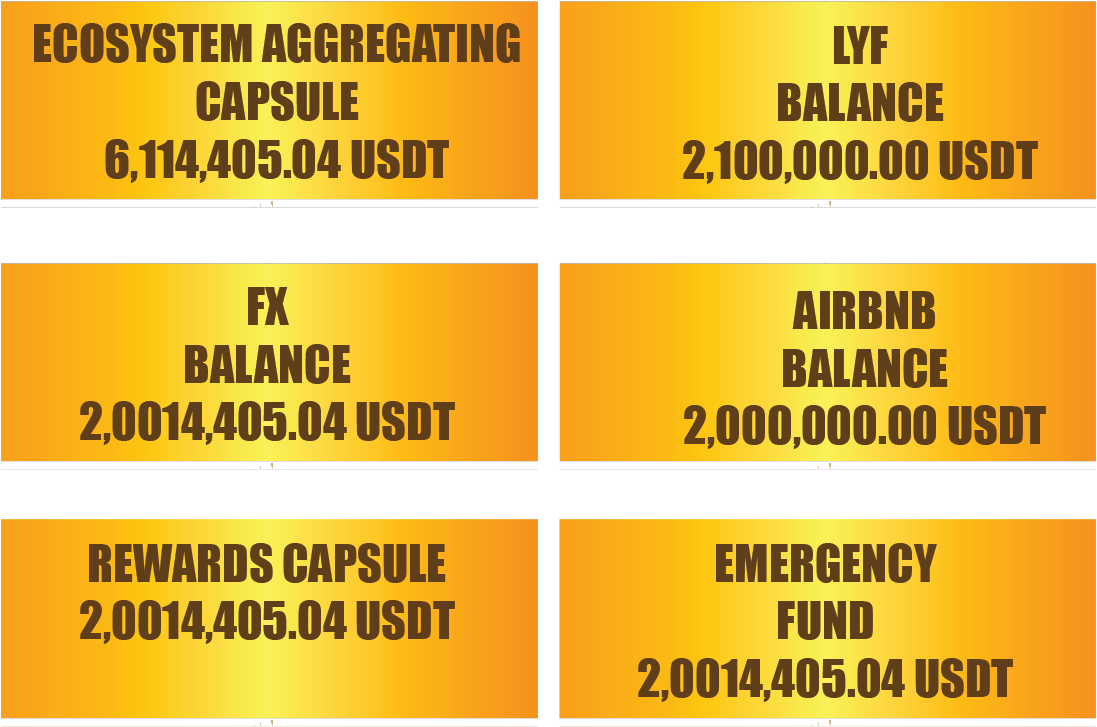 ECOSYSTEM AGGREGATING
CAPSULE
6,114,405.04 USDT
LYF
BALANCE
2,100,000.00 USDT
FX
BALANCE
2,0014,405.04 USDT
AIRBNB
BALANCE
2,000,000.00 USDT
REWARDS CAPSULE
2,0014,405.04 USDT
EMERGENCY
FUND
2,0014,405.04 USDT